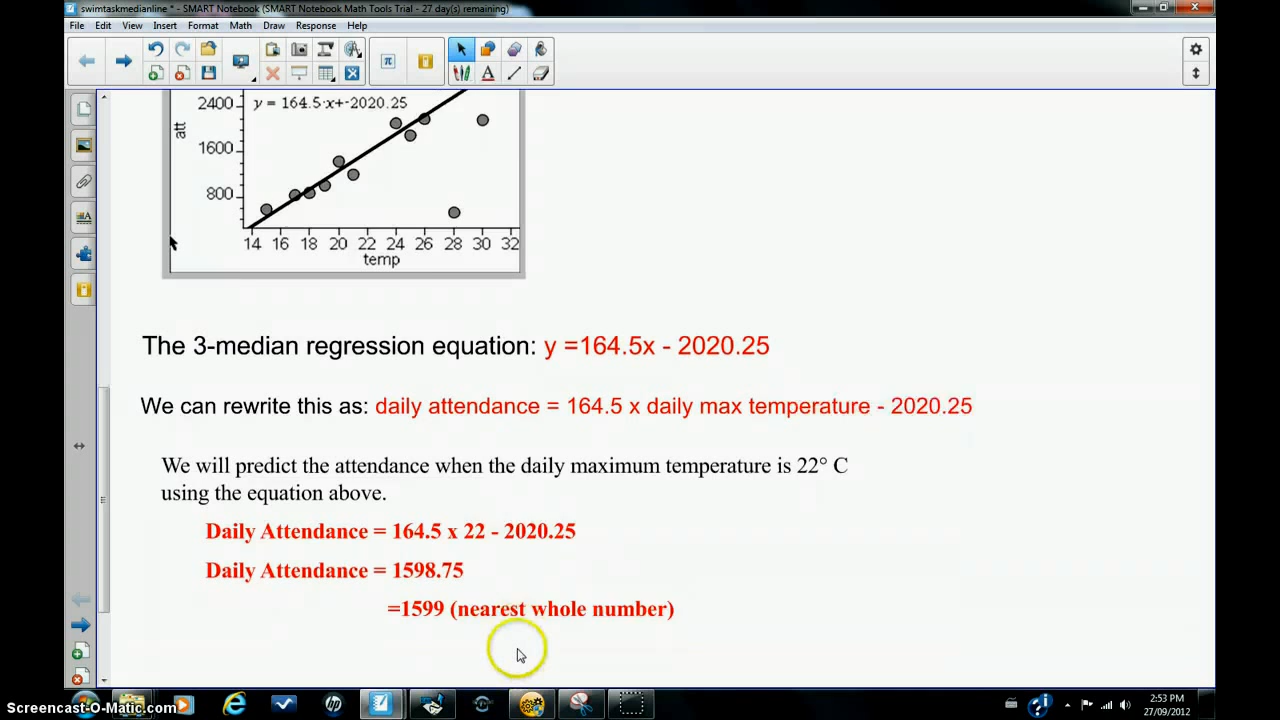 swimtaskmedianline * - SMART Notebook (SMART Notebook Math Tools Trial - 27 day(s) remaining)
File Edit View Insert Format Math Draw Tools Response Help
y = 164.5·x+-2020.25
2400
1600
800
att
14 16 18 20 22 24 26 28 30 32
temp
The 3-median regression equation: y =164.5x - 2020.25
We can rewrite this as: daily attendance = 164.5 x daily max temperature - 2020.25
We will predict the attendance when the daily maximum temperature is 22° C
using the equation above.
Daily Attendance = 164.5 x 22 - 2020.25
Daily Attendance = 1598.75
=1599 (nearest whole number)
Screencast-O-Matic.com
2:53 PM
27/09/2012